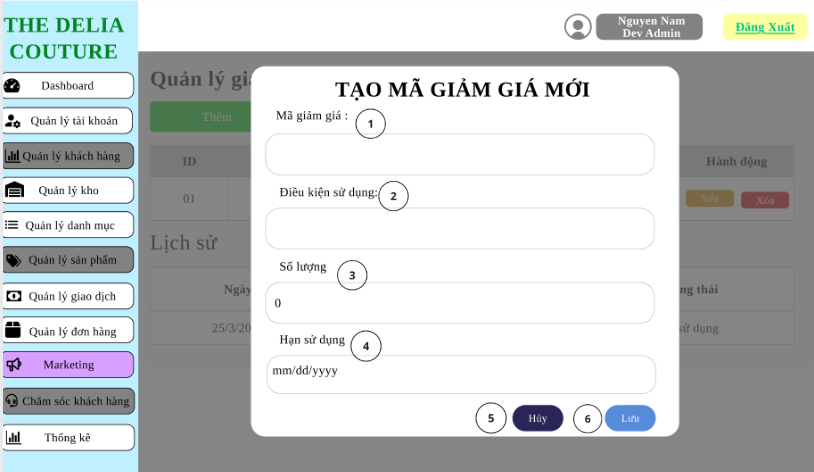 THE DELIA
COUTURE
Nguyen Nam
Dev Admin
Đăng Xuất
Dashboard
Quản lý tài khoản
Quản lý khách hàng
Quản lý kho
Quản lý danh mục
Quản lý sản phẩm
Quản lý giao dịch
Quản lý đơn hàng
Marketing
Chăm sóc khách hàng
Thống kê
Quản lý
Thêm
ID
Hành động
01
Sửa
Xóa
Lịch sử
Ngày
25/3/20
sử dụng
TẠO MÃ GIẢM GIÁ MỚI
Mã giảm giá :
1
Điều kiện sử dụng:
2
Số lượng
3
0
Hạn sử dụng
4
mm/dd/yyyy
5
Hủy
6
Lưu